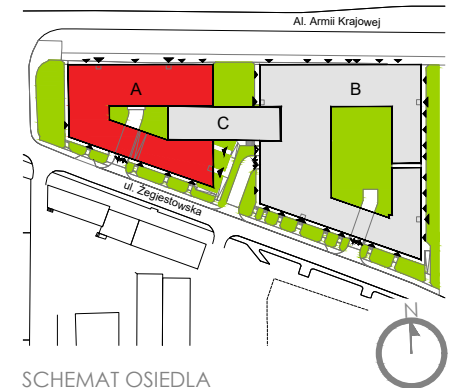 Al. Armii Krajowej
A
B
C
ul. Żegiestowska
N
SCHEMAT OSIEDLA